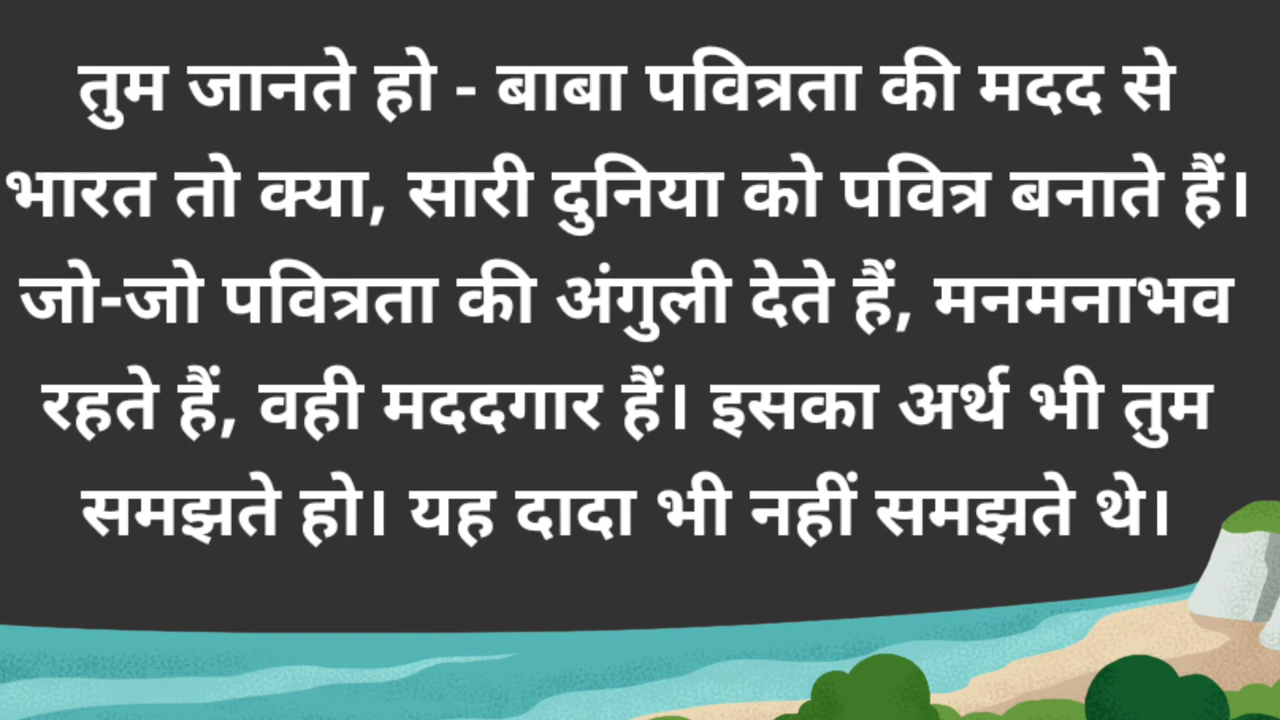 तुम जानते हो - बाबा पवित्रता की मदद से
भारत तो क्या, सारी दुनिया को पवित्र बनाते हैं।
जो-जो पवित्रता की अंगुली देते हैं, मनमनाभव
रहते हैं, वही मददगार हैं। इसका अर्थ भी तुम
समझते हो। यह दादा भी नहीं समझते थे।